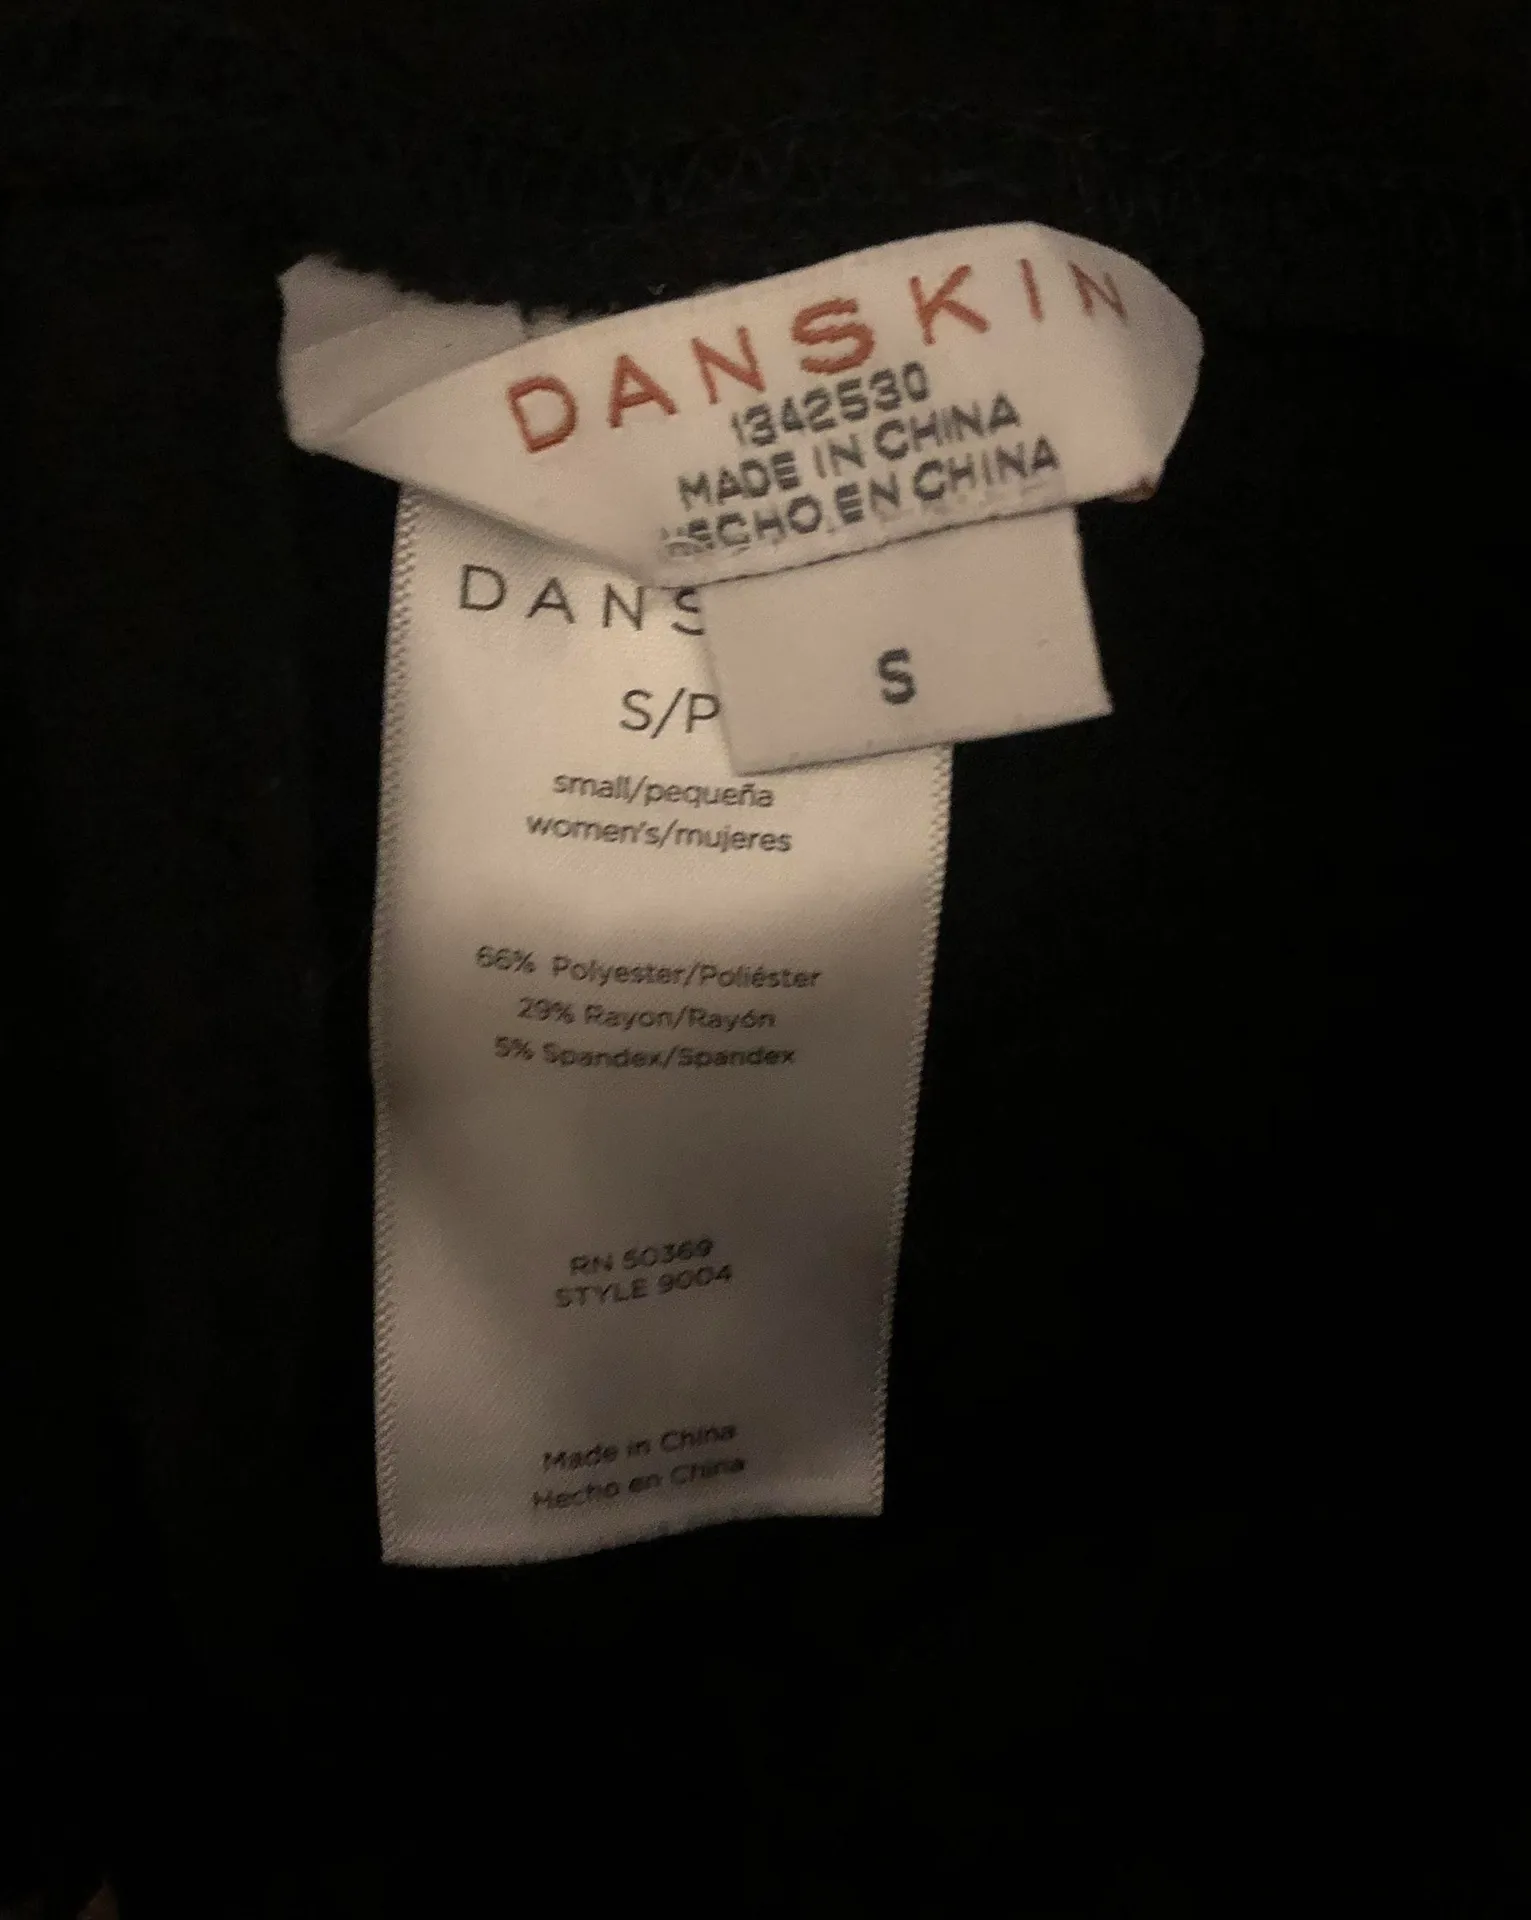 DANSKIN
1342530
MADE IN CHINA
HECHO EN CHINA
S
DANS
S/P
small/pequeña
women's/mujeres
66% Polyester/Poliéster
29% Rayon/Rayón
5% Spandex/Spandex
RN 50369
STYLE 9004
Made in China
Hecho en China